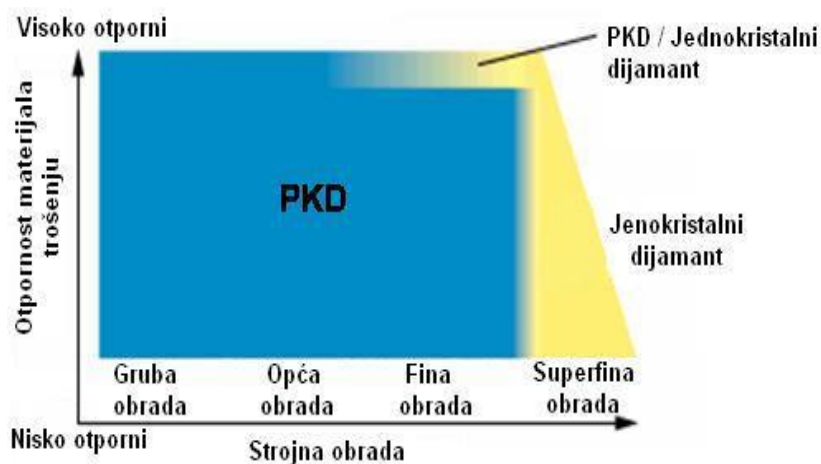 Visoko otporni
PKD / Jednokristalni
dijamant
Otpornost materijala
trošenju
PKD
Jenokristalni
dijamant
Gruba
obrada
Opća
obrada
Fina
obrada
Superfina
obrada
Nisko otporni
Strojna obrada